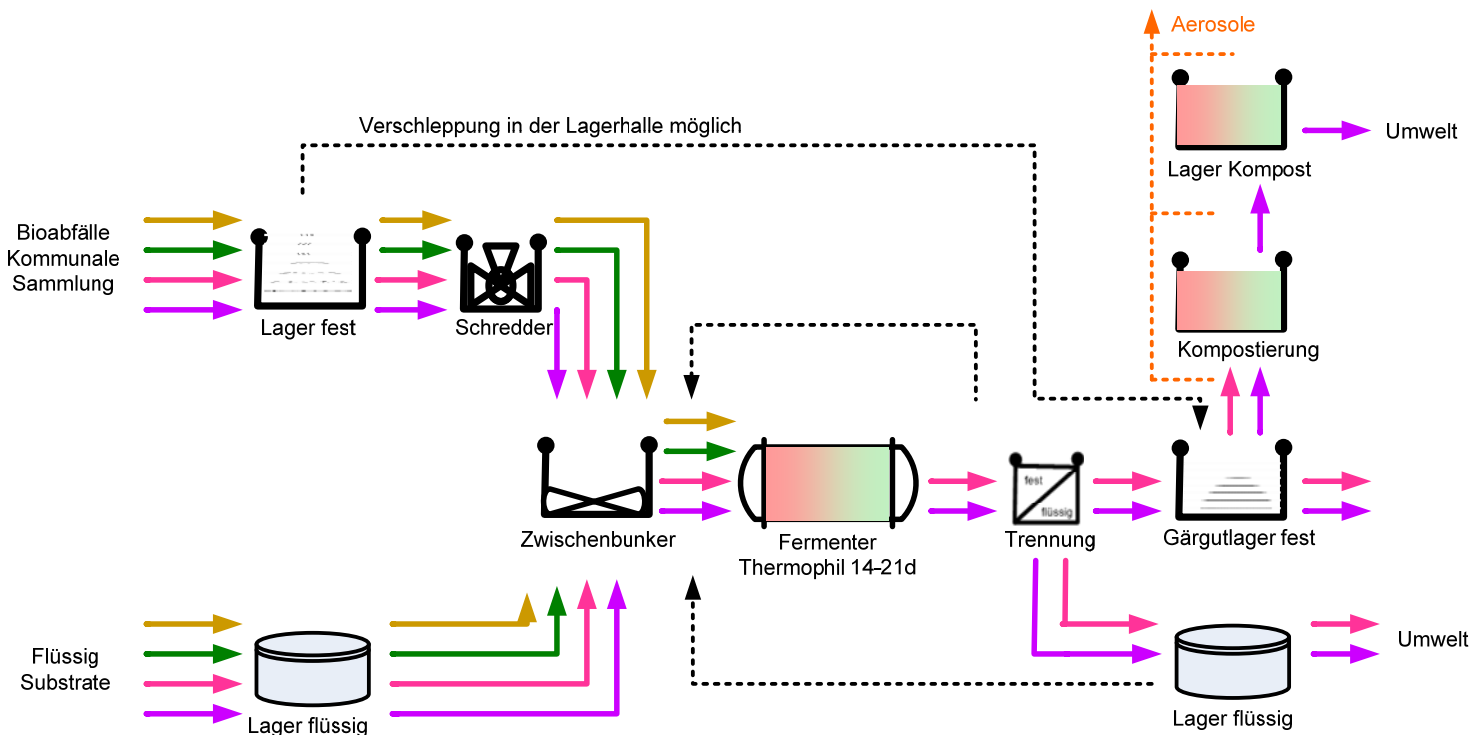 Aerosole
Verschleppung in der Lagerhalle möglich
Umwelt
Lager Kompost
Bioabfälle
Kommunale
Sammlung
Lager fest
Schredder
Kompostierung
fest
flüssig
Zwischenbunker
Fermenter
Thermophil 14-21d
Trennung
Gärgutlager fest
Flüssig
Substrate
Umwelt
Lager flüssig
Lager flüssig